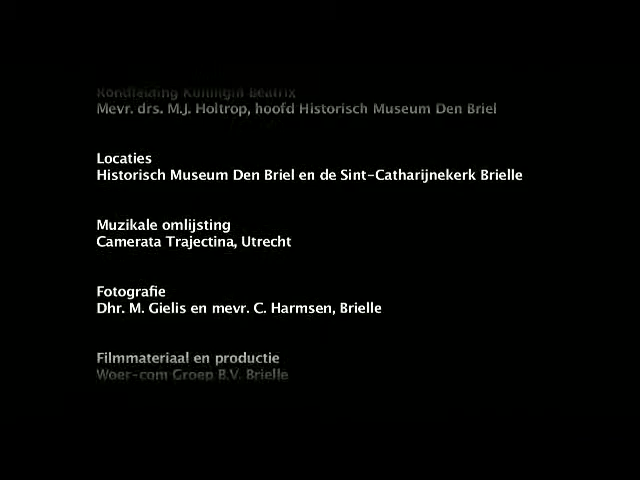 Rondleiding Koningin Beatrix
Mevr. drs. M.J. Holtrop, hoofd Historisch Museum Den Briel
Locaties
Historisch Museum Den Briel en de Sint-Catharijnekerk Brielle
Muzikale omlijsting
Camerata Trajectina, Utrecht
Fotografie
Dhr. M. Gielis en mevr. C. Harmsen, Brielle
Filmmateriaal en productie
Woer-com Groep B.V. Brielle